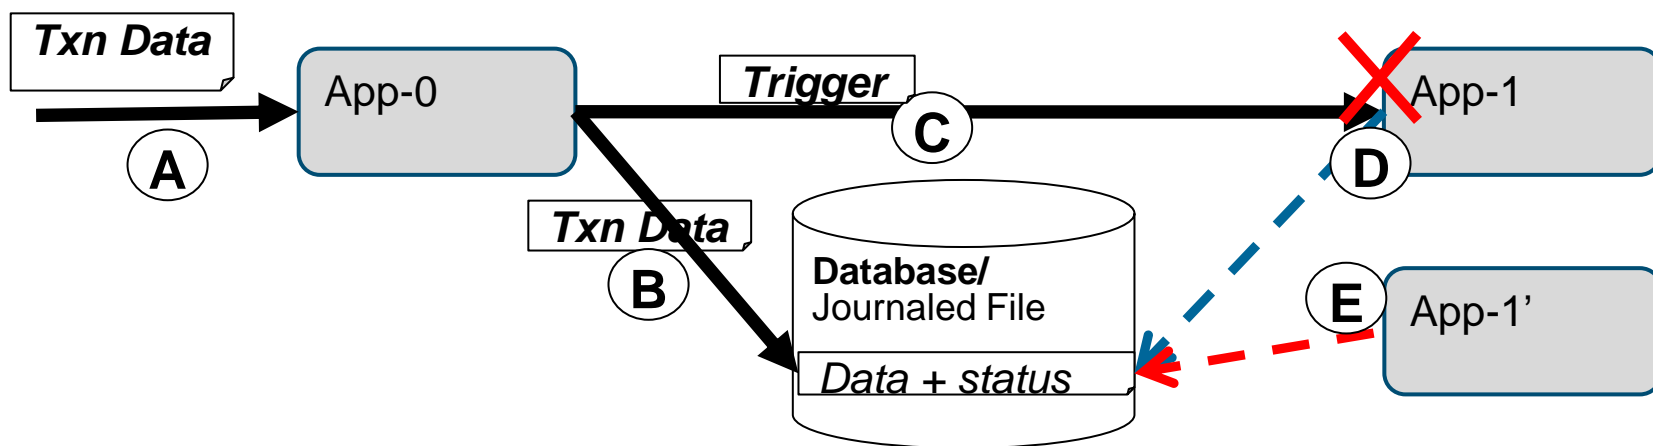 Txn Data
App-0
Trigger
App-1
A
C
D
Txn Data
B
Database/
Journaled File
E
App-1’
Data + status